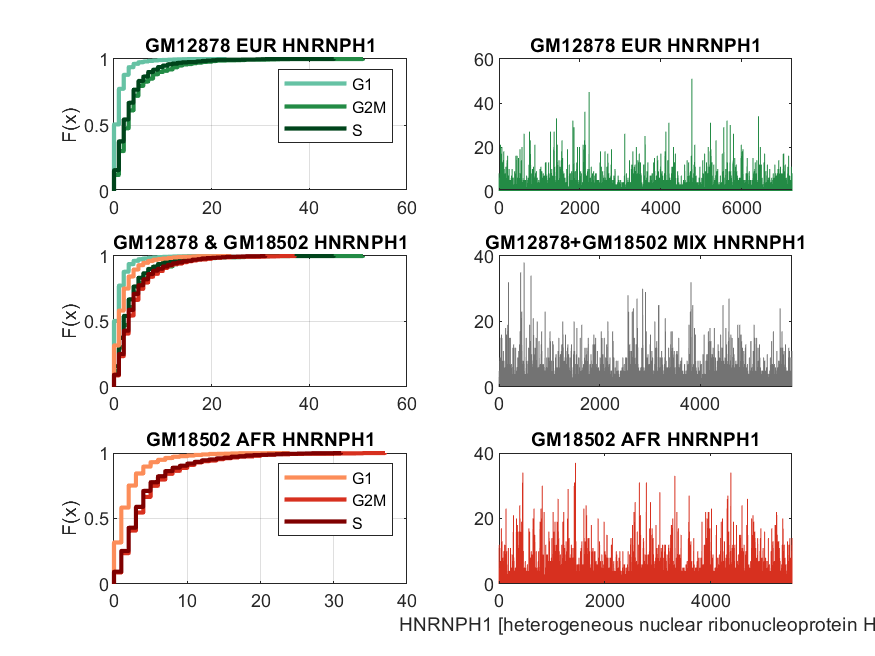 GM12878 EUR HNRNPH1
F(x)
1
0.5
0
0 20 40 60
G1
G2M
S
GM12878 EUR HNRNPH1
60
40
20
0
0 2000 4000 6000
GM12878 & GM18502 HNRNPH1
F(x)
1
0.5
0
0 20 40 60
GM12878+GM18502 MIX HNRNPH1
40
20
0
0 2000 4000
GM18502 AFR HNRNPH1
F(x)
1
0.5
0
0 10 20 30 40
G1
G2M
S
GM18502 AFR HNRNPH1
40
20
0
0 2000 4000
HNRNPH1 [heterogeneous nuclear ribonucleoprotein H